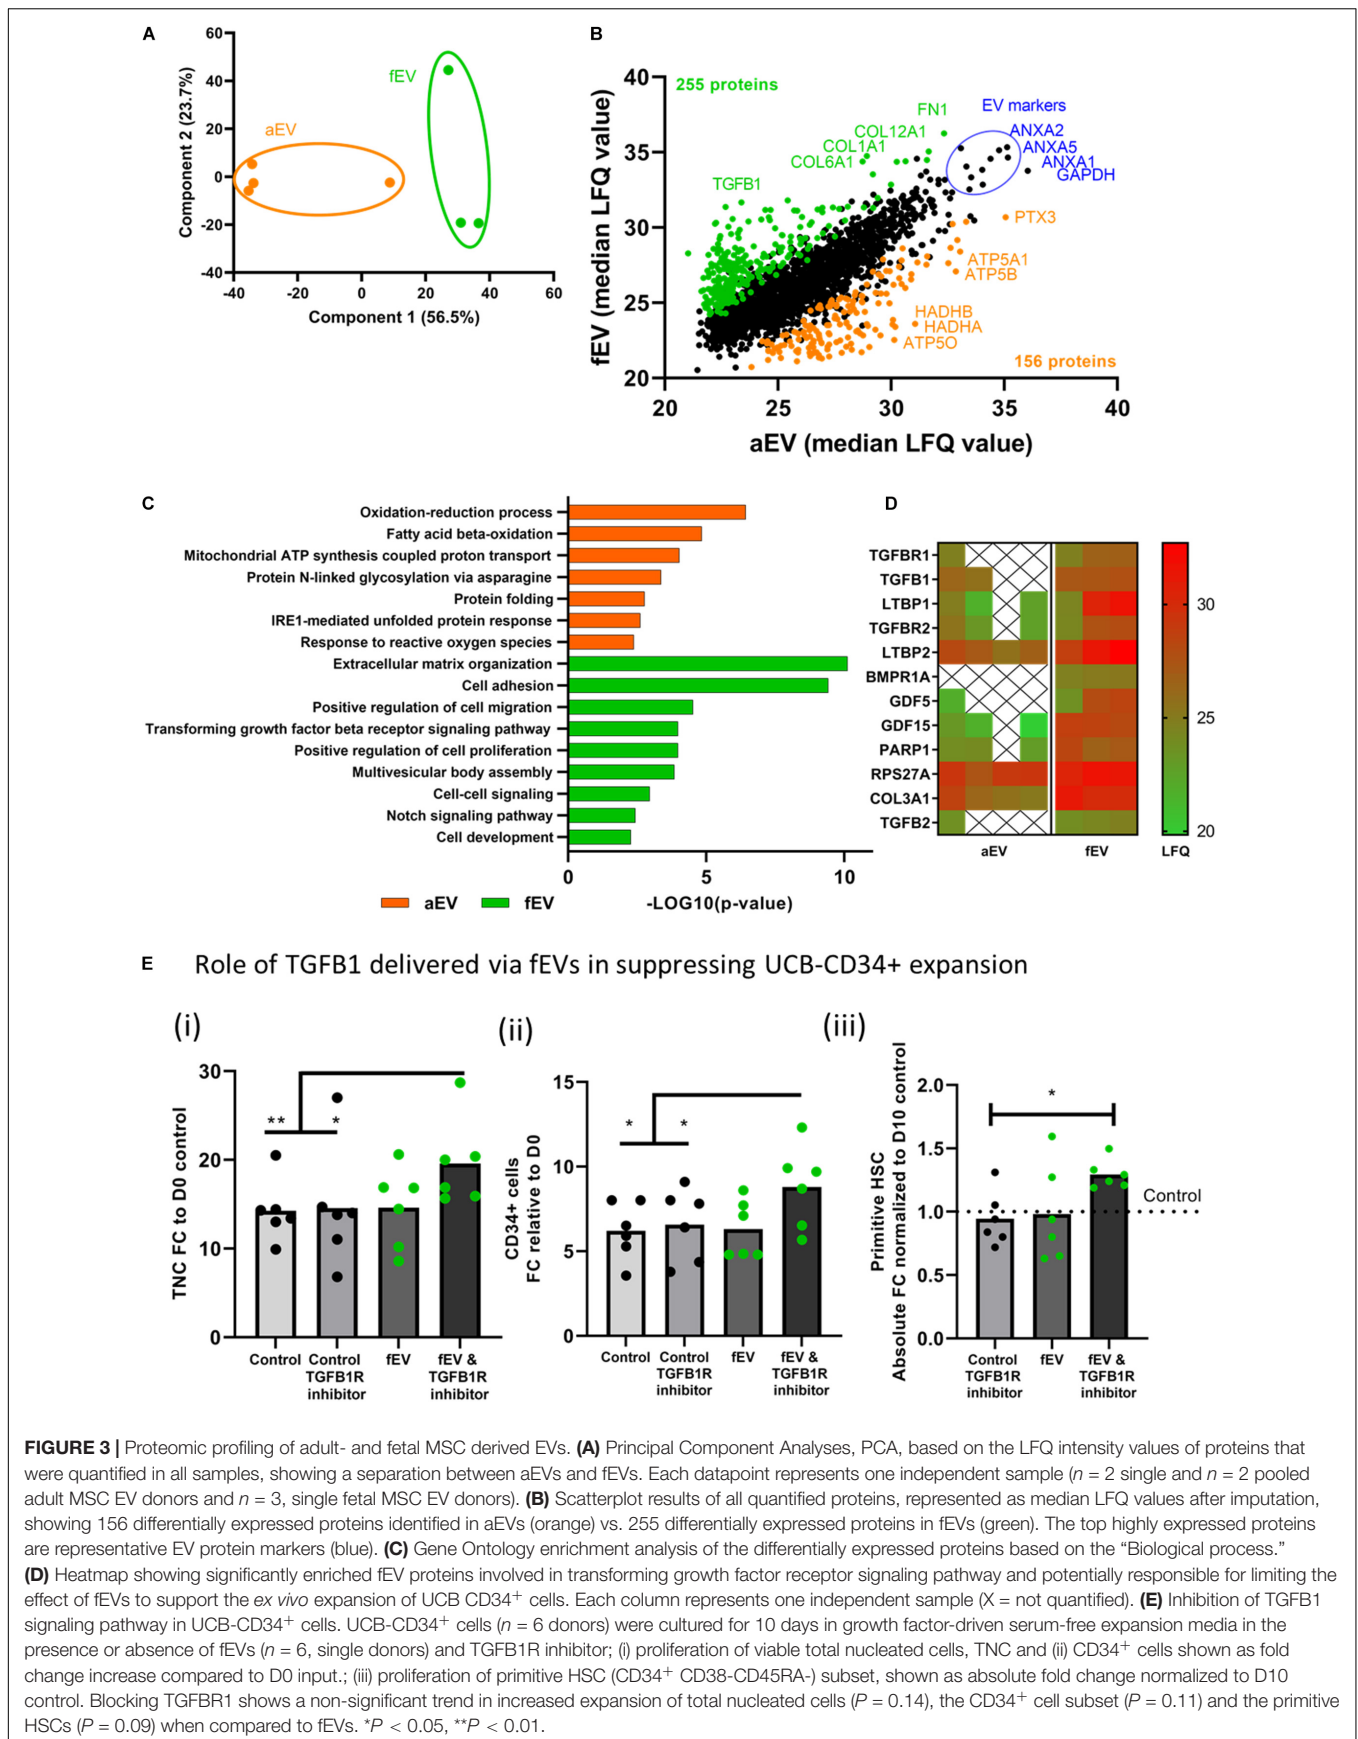 A
60
40
20
0
-20
-40
Component 2 (23.7%)
fEV
aEV
-40 -20 0 20 40 60
Component 1 (56.5%)
B
40
35
30
25
20
fEV (median LFQ value)
255 proteins
FN1
COL12A1
COL1A1
COL6A1
TGFB1
EV markers
ANXA2
ANXA5
ANXA1
GAPDH
PTX3
ATP5A1
ATP5B
HADHB
HADHA
ATP5O
156 proteins
20 25 30 35 40
aEV (median LFQ value)
C
Oxidation-reduction process
Fatty acid beta-oxidation
Mitochondrial ATP synthesis coupled proton transport
Protein N-linked glycosylation via asparagine
Protein folding
IRE1-mediated unfolded protein response
Response to reactive oxygen species
Extracellular matrix organization
Cell adhesion
Positive regulation of cell migration
Transforming growth factor beta receptor signaling pathway
Positive regulation of cell proliferation
Multivesicular body assembly
Cell-cell signaling
Notch signaling pathway
Cell development
0 5 10
aEV fEV -LOG10(p-value)
D
TGFBR1
TGFB1
LTBP1
TGFBR2
LTBP2
BMPR1A
GDF5
GDF15
PARP1
RPS27A
COL3A1
TGFB2
aEV fEV LFQ
30
25
20
E Role of TGFB1 delivered via fEVs in suppressing UCB-CD34+ expansion
(i)
30
20
10
0
TNC FC to D0 control
** *
Control Control fEV fEV &
TGFB1R TGFB1R
inhibitor inhibitor
(ii)
15
10
5
0
CD34+ cells
FC relative to D0
* *
Control Control fEV fEV &
TGFB1R TGFB1R
inhibitor inhibitor
(iii)
2.0
1.5
1.0
0.5
0.0
Primitive HSC
Absolute FC normalized to D10 control
*
Control
Control fEV fEV &
TGFB1R TGFB1R
inhibitor inhibitor
FIGURE 3 | Proteomic profiling of adult- and fetal MSC derived EVs. (A) Principal Component Analyses, PCA, based on the LFQ intensity values of proteins that
were quantified in all samples, showing a separation between aEVs and fEVs. Each datapoint represents one independent sample (n = 2 single and n = 2 pooled
adult MSC EV donors and n = 3, single fetal MSC EV donors). (B) Scatterplot results of all quantified proteins, represented as median LFQ values after imputation,
showing 156 differentially expressed proteins identified in aEVs (orange) vs. 255 differentially expressed proteins in fEVs (green). The top highly expressed proteins
are representative EV protein markers (blue). (C) Gene Ontology enrichment analysis of the differentially expressed proteins based on the “Biological process.”
(D) Heatmap showing significantly enriched fEV proteins involved in transforming growth factor receptor signaling pathway and potentially responsible for limiting the
effect of fEVs to support the ex vivo expansion of UCB CD34⁺ cells. Each column represents one independent sample (X = not quantified). (E) Inhibition of TGFB1
signaling pathway in UCB-CD34⁺ cells. UCB-CD34⁺ cells (n = 6 donors) were cultured for 10 days in growth factor-driven serum-free expansion media in the
presence or absence of fEVs (n = 6, single donors) and TGFB1R inhibitor; (i) proliferation of viable total nucleated cells, TNC and (ii) CD34⁺ cells shown as fold
change increase compared to D0 input.; (iii) proliferation of primitive HSC (CD34⁺ CD38-CD45RA-) subset, shown as absolute fold change normalized to D10
control. Blocking TGFBR1 shows a non-significant trend in increased expansion of total nucleated cells (P = 0.14), the CD34⁺ cell subset (P = 0.11) and the primitive
HSCs (P = 0.09) when compared to fEVs. *P < 0.05, **P < 0.01.